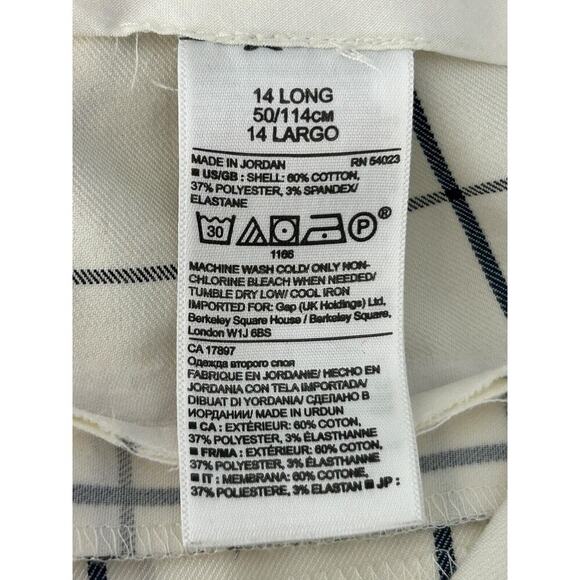 14 LONG
50/114CM
14 LARGO
MADE IN JORDAN RN 54023
■ US/GB : SHELL: 60% COTTON,
37% POLYESTER, 3% SPANDEX/
ELASTANE
30 P ®
1166
MACHINE WASH COLD/ ONLY NON-
CHLORINE BLEACH WHEN NEEDED/
TUMBLE DRY LOW/ COOL IRON
IMPORTED FOR: Gap (UK Holdings) Ltd,
Berkeley Square House / Berkeley Square,
London W1J 6BS
CA 17897
Одежда второго слоя
FABRIQUE EN JORDANIE/ HECHO EN
JORDANIA CON TELA IMPORTADA/
DIBUAT DI YORDANIA/ СДЕЛАНО В
ИОРДАНИИ/ MADE IN URDUN
■ CA : EXTÉRIEUR: 60% COTON,
37% POLYESTER, 3% ÉLASTHANNE
■ FR/MA : EXTÉRIEUR: 60% COTON,
37% POLYESTER, 3% ÉLASTHANNE
■ IT : MEMBRANA: 60% COTONE,
37% POLIESTERE, 3% ELASTAN ■ JP :